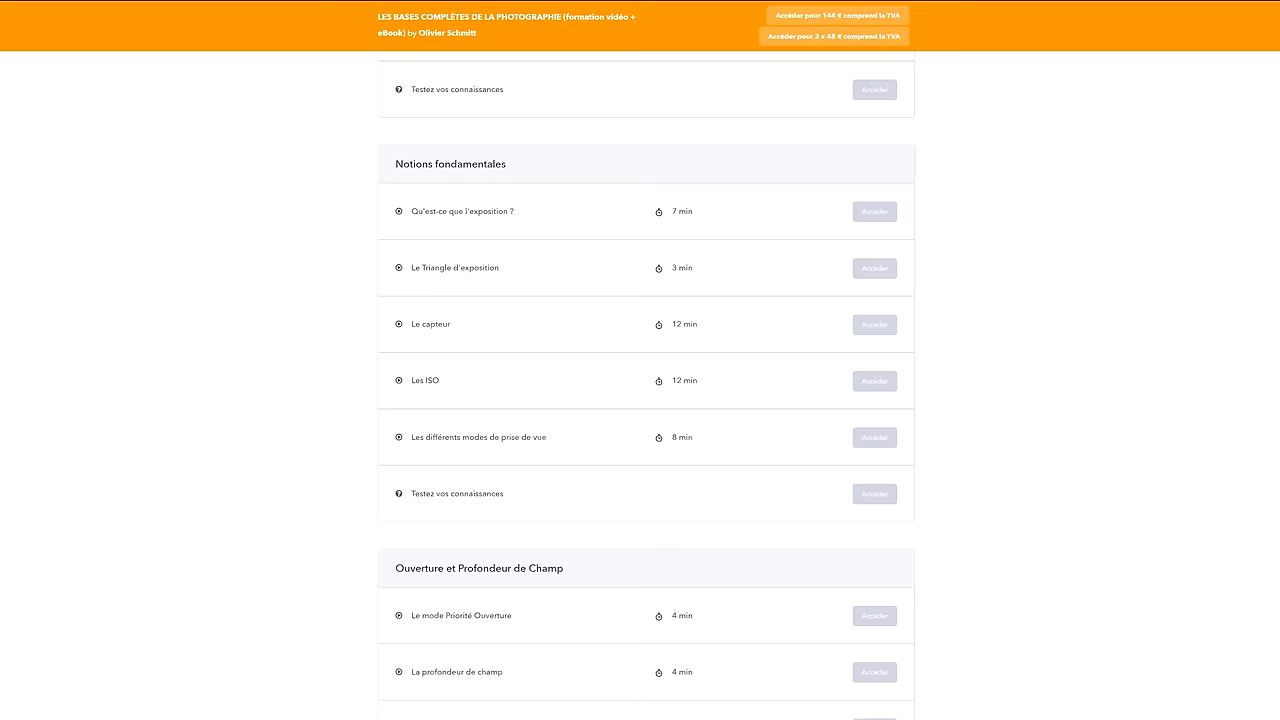 LES BASES COMPLÈTES DE LA PHOTOGRAPHIE (formation vidéo +
eBook) by Olivier Schmitt
Accéder pour 144 € comprend la TVA
Accéder pour 3 x 48 € comprend la TVA
Testez vos connaissances
Accéder
Notions fondamentales
Qu'est-ce que l'exposition ? 7 min Accéder
Le Triangle d'exposition 3 min Accéder
Le capteur 12 min Accéder
Les ISO 12 min Accéder
Les différents modes de prise de vue 8 min Accéder
Testez vos connaissances Accéder
Ouverture et Profondeur de Champ
Le mode Priorité Ouverture 4 min Accéder
La profondeur de champ 4 min Accéder